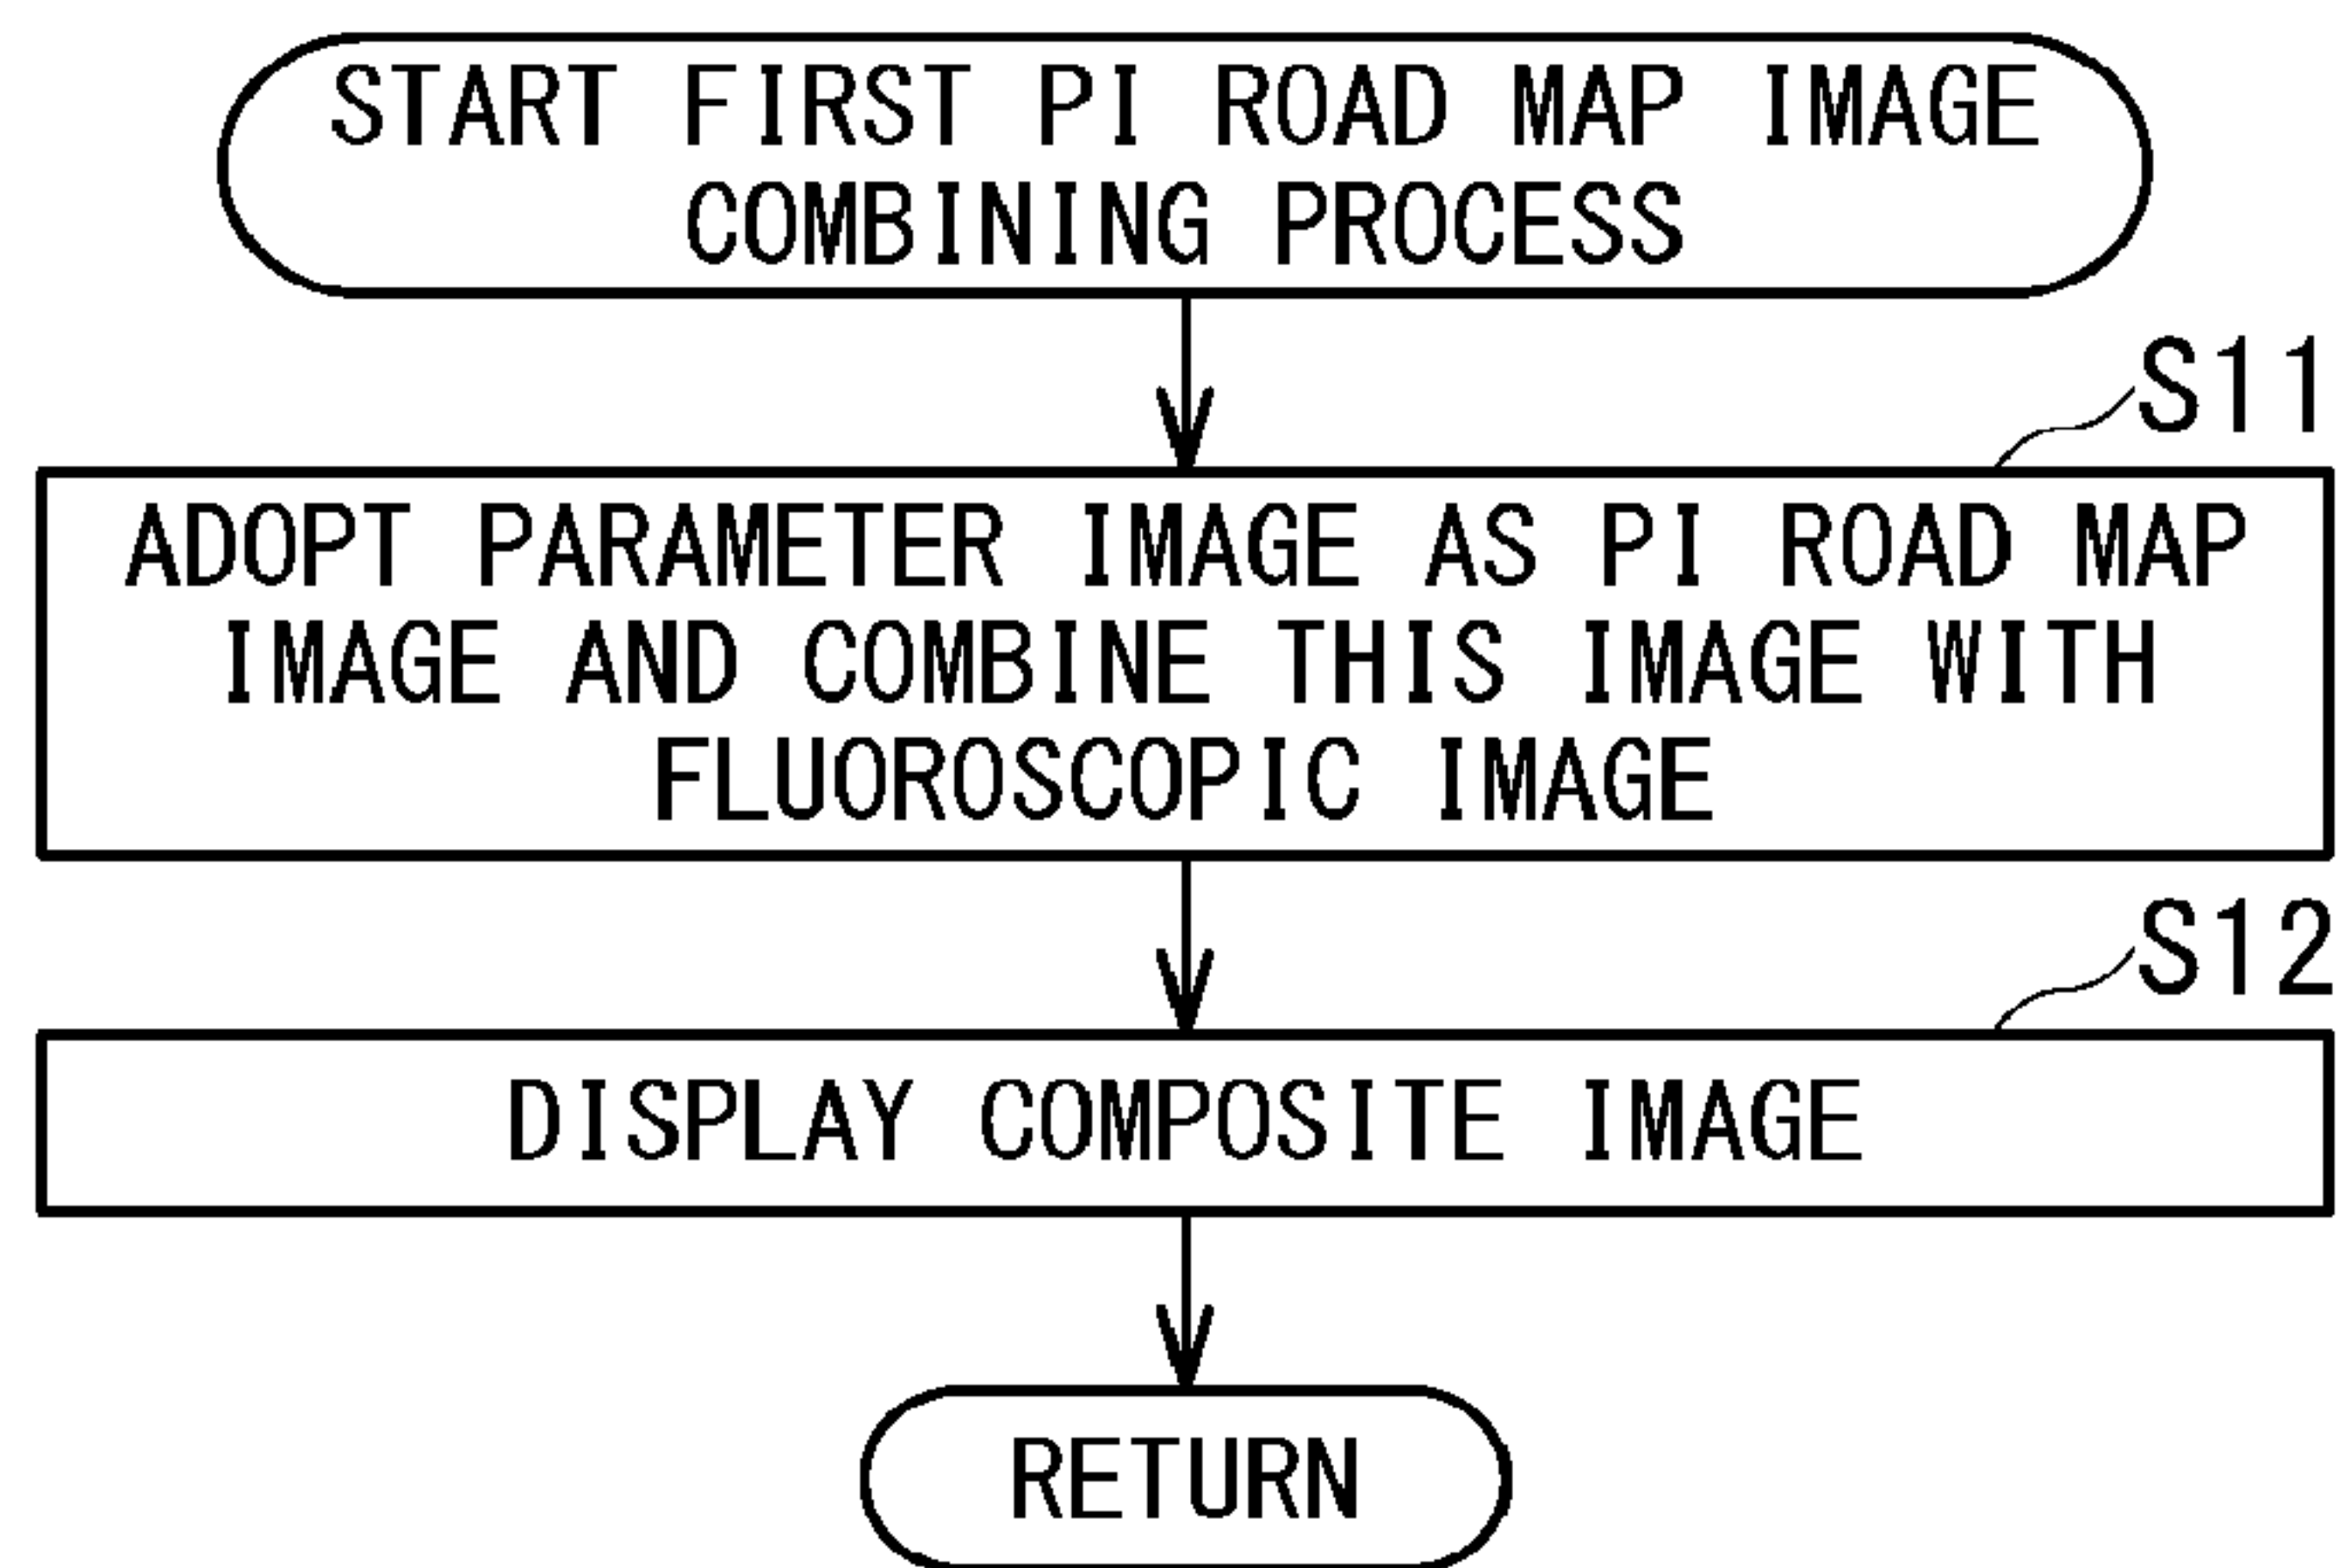 START FIRST PI ROAD MAP IMAGE
COMBINING PROCESS
S11
ADOPT PARAMETER IMAGE AS PI ROAD MAP
IMAGE AND COMBINE THIS IMAGE WITH
FLUOROSCOPIC IMAGE
S12
DISPLAY COMPOSITE IMAGE
RETURN